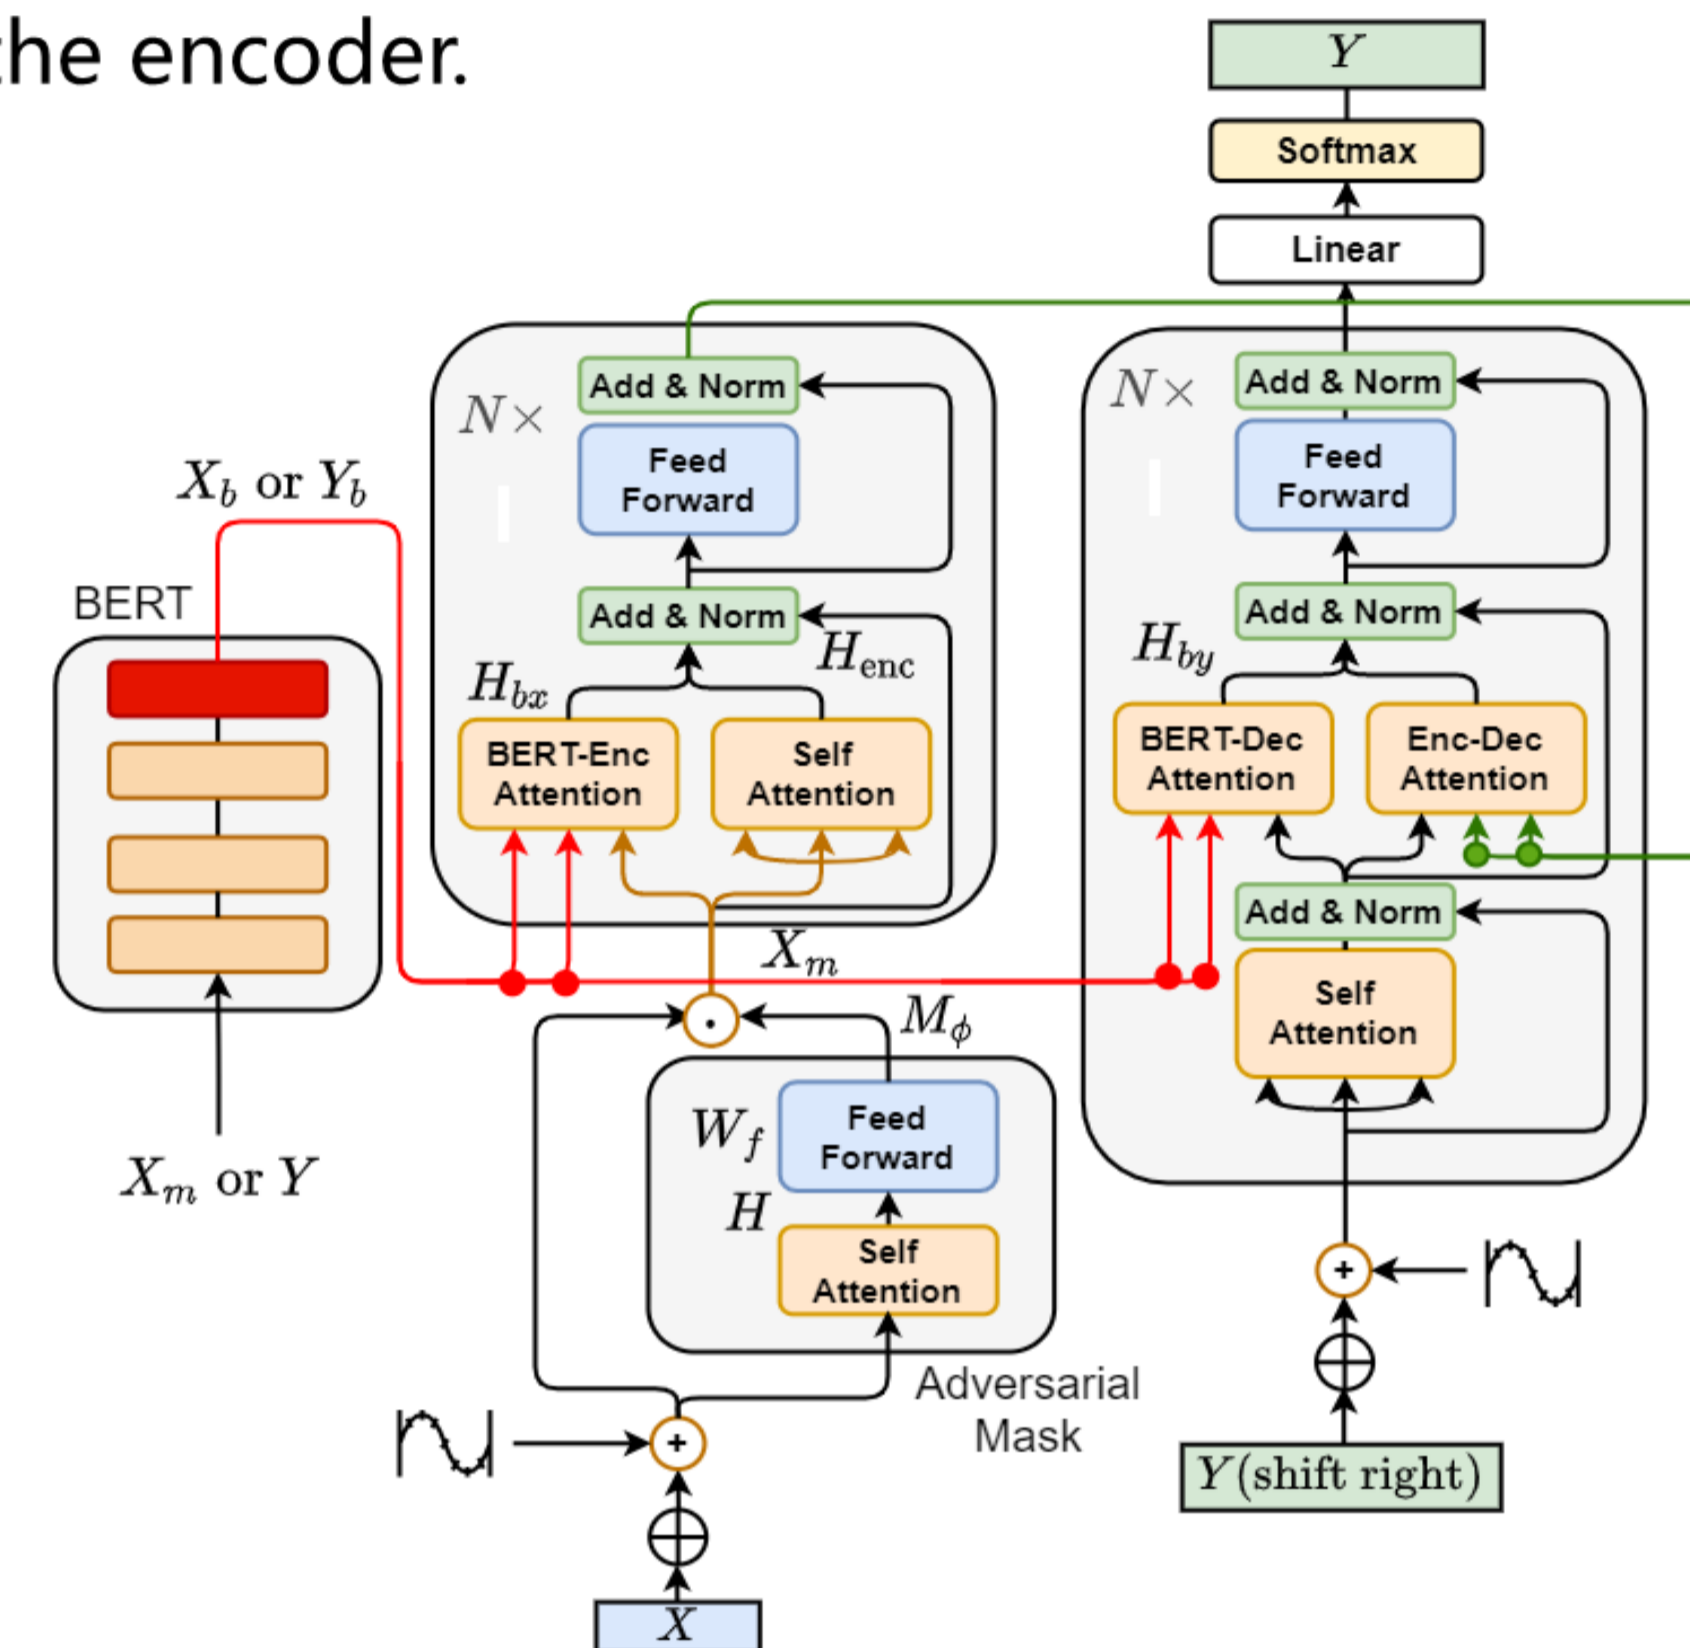 the encoder.
Y
Softmax
Linear
Add & Norm
N×
Feed
Forward
Add & Norm
H_enc
H_bx
BERT-Enc
Attention
Self
Attention
X_b or Y_b
BERT
X_m or Y
X_m
M_ϕ
W_f
Feed
Forward
H
Self
Attention
Adversarial
Mask
+
X
Add & Norm
N×
Feed
Forward
Add & Norm
H_by
BERT-Dec
Attention
Enc-Dec
Attention
Add & Norm
Self
Attention
+
Y(shift right)